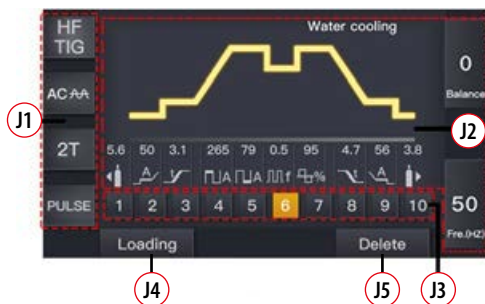 HF
TIG
Water cooling
0
Balance
AC
J1
J2
2T
5.6 50 3.1 265 79 0.5 95 4.7 56 3.8
A A A f % A
PULSE
1 2 3 4 5 6 7 8 9 10
50
Fre.(HZ)
J3
Loading
Delete
J4
J5